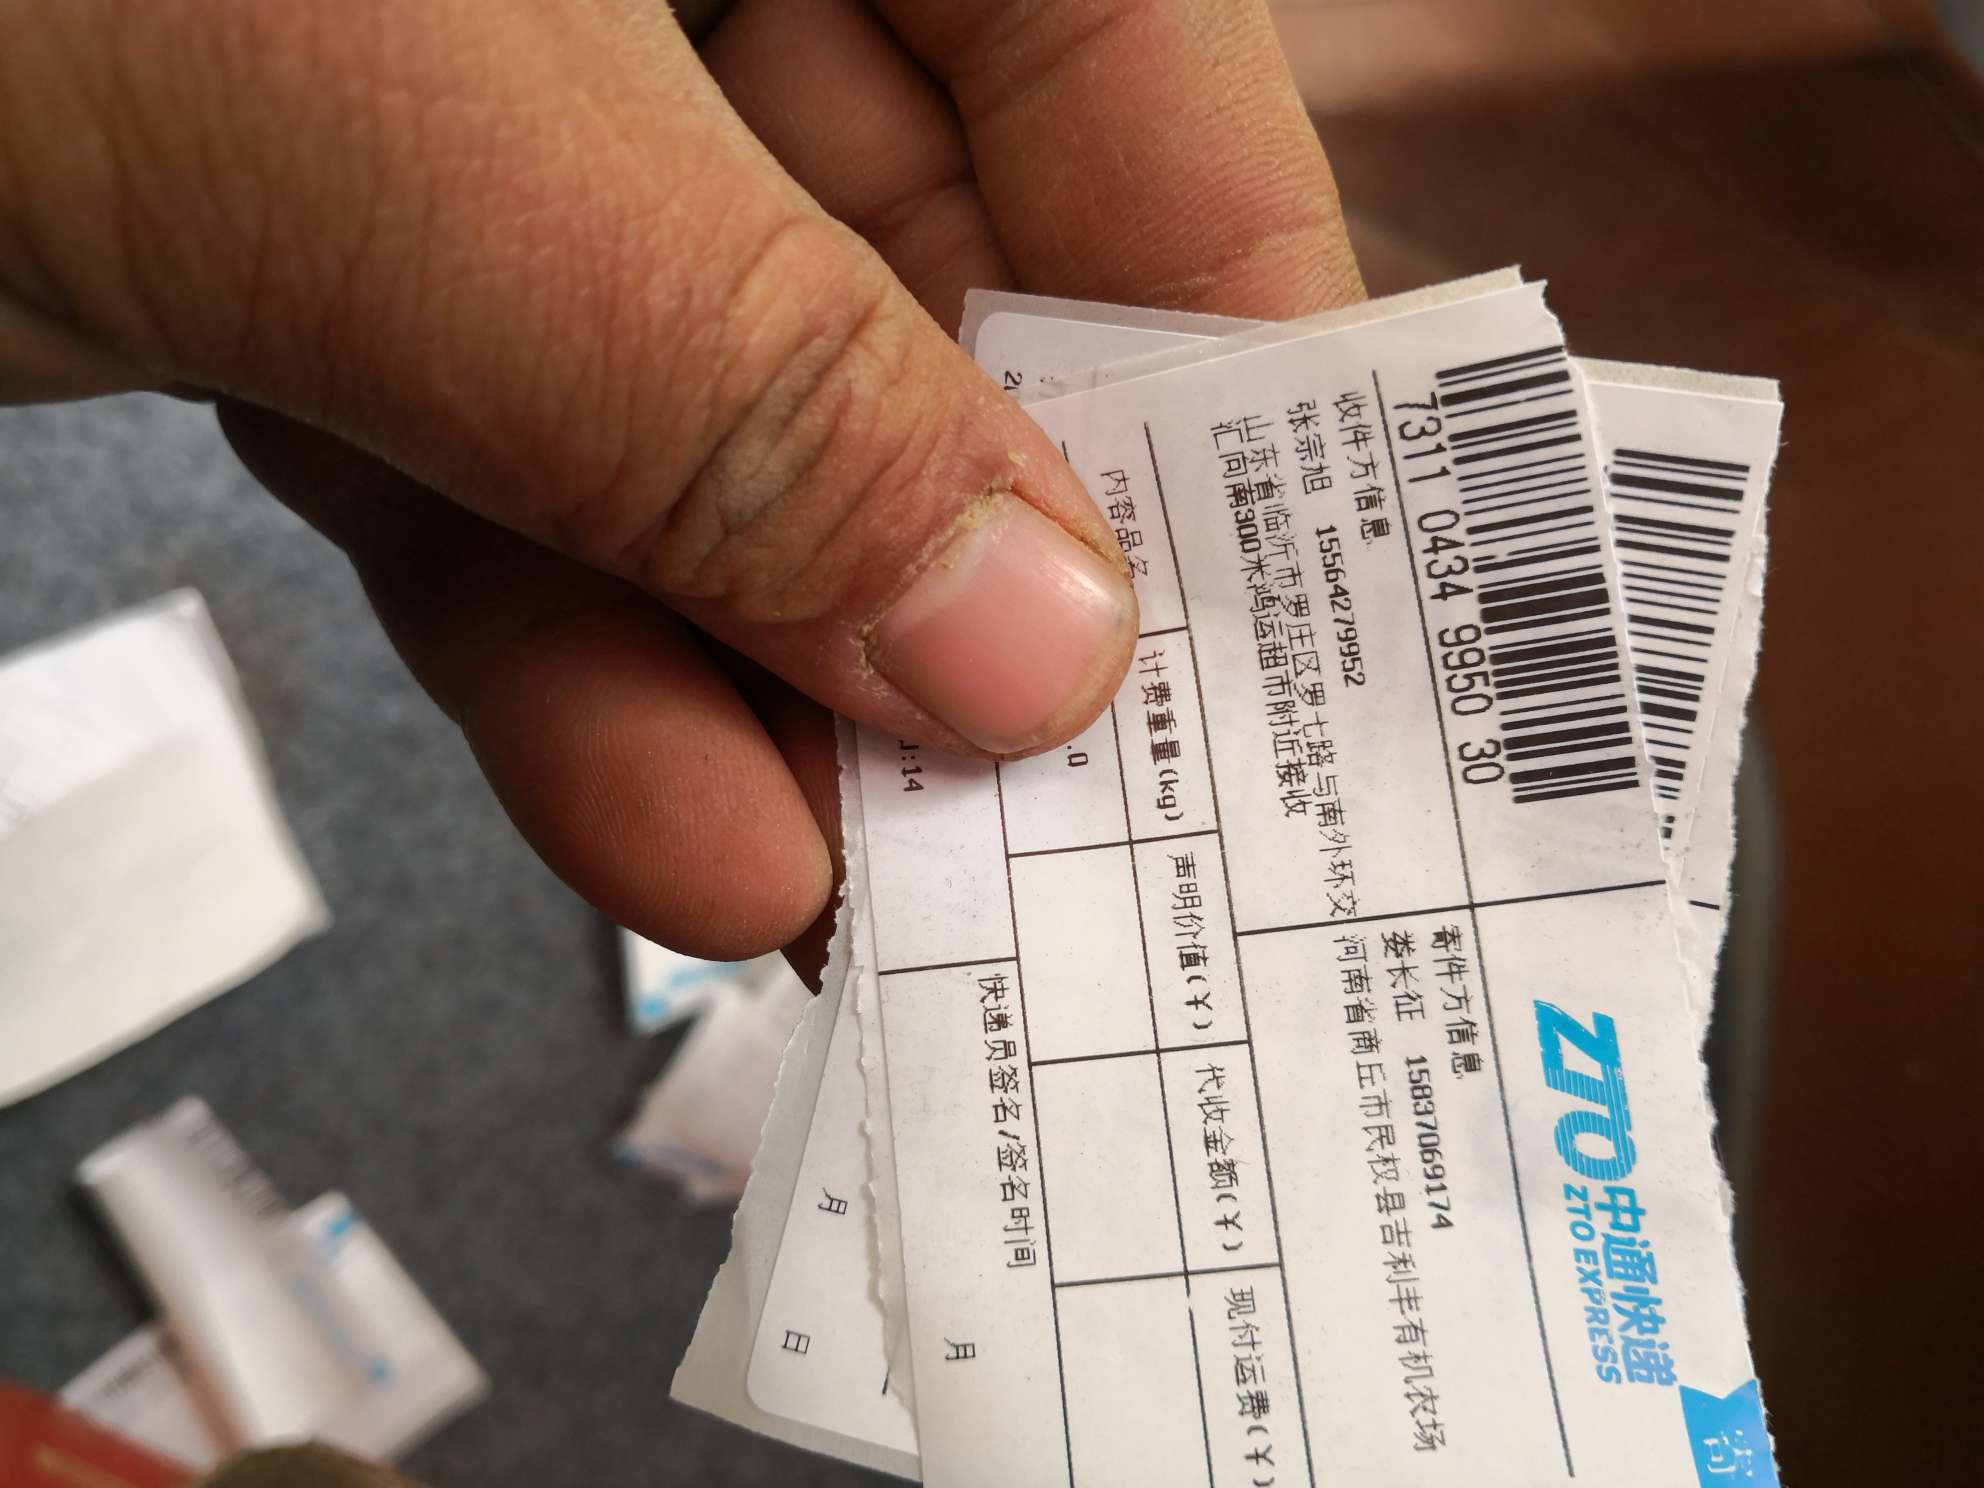 7311 0434 9950 30
收件方信息
张宗旭 15564279952
山东省临沂市罗庄区罗七路与南外环交
汇向南300米鸿运超市附近接收
ZTO中通快递
ZTO EXPRESS
寄件方信息
娄长征 15837069174
河南省商丘市民权县吉利丰有机农场
内容品名
计费重量(kg)
声明价值(¥)
代收金额(¥)
现付运费(¥)
.0
:14
快递员签名/签名时间
月
月
日
寄